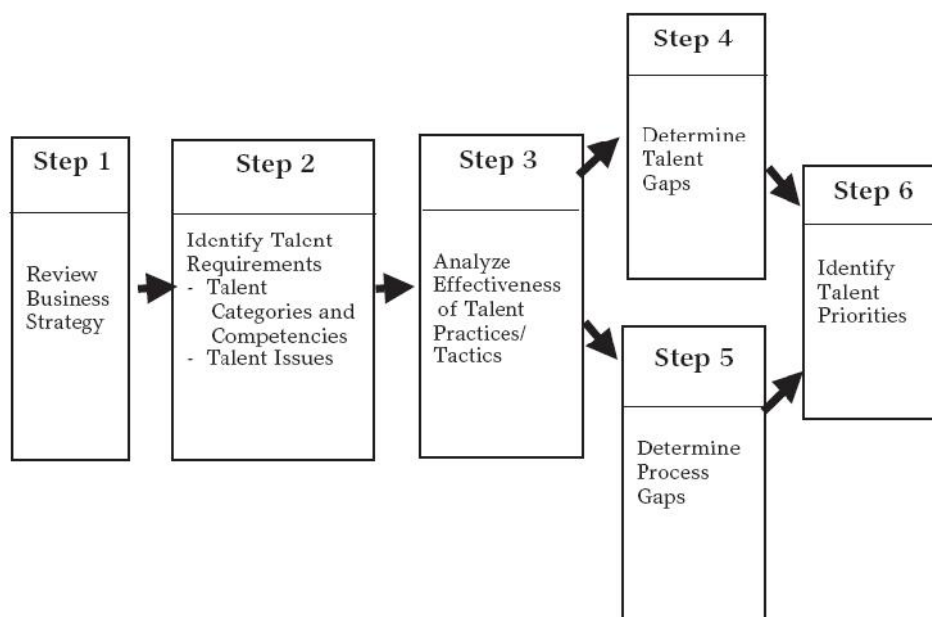 Step 1
Review
Business
Strategy
Step 2
Identify Talent
Requirements
- Talent
Categories and
Competencies
- Talent Issues
Step 3
Analyze
Effectiveness
of Talent
Practices/
Tactics
Step 4
Determine
Talent
Gaps
Step 5
Determine
Process
Gaps
Step 6
Identify
Talent
Priorities